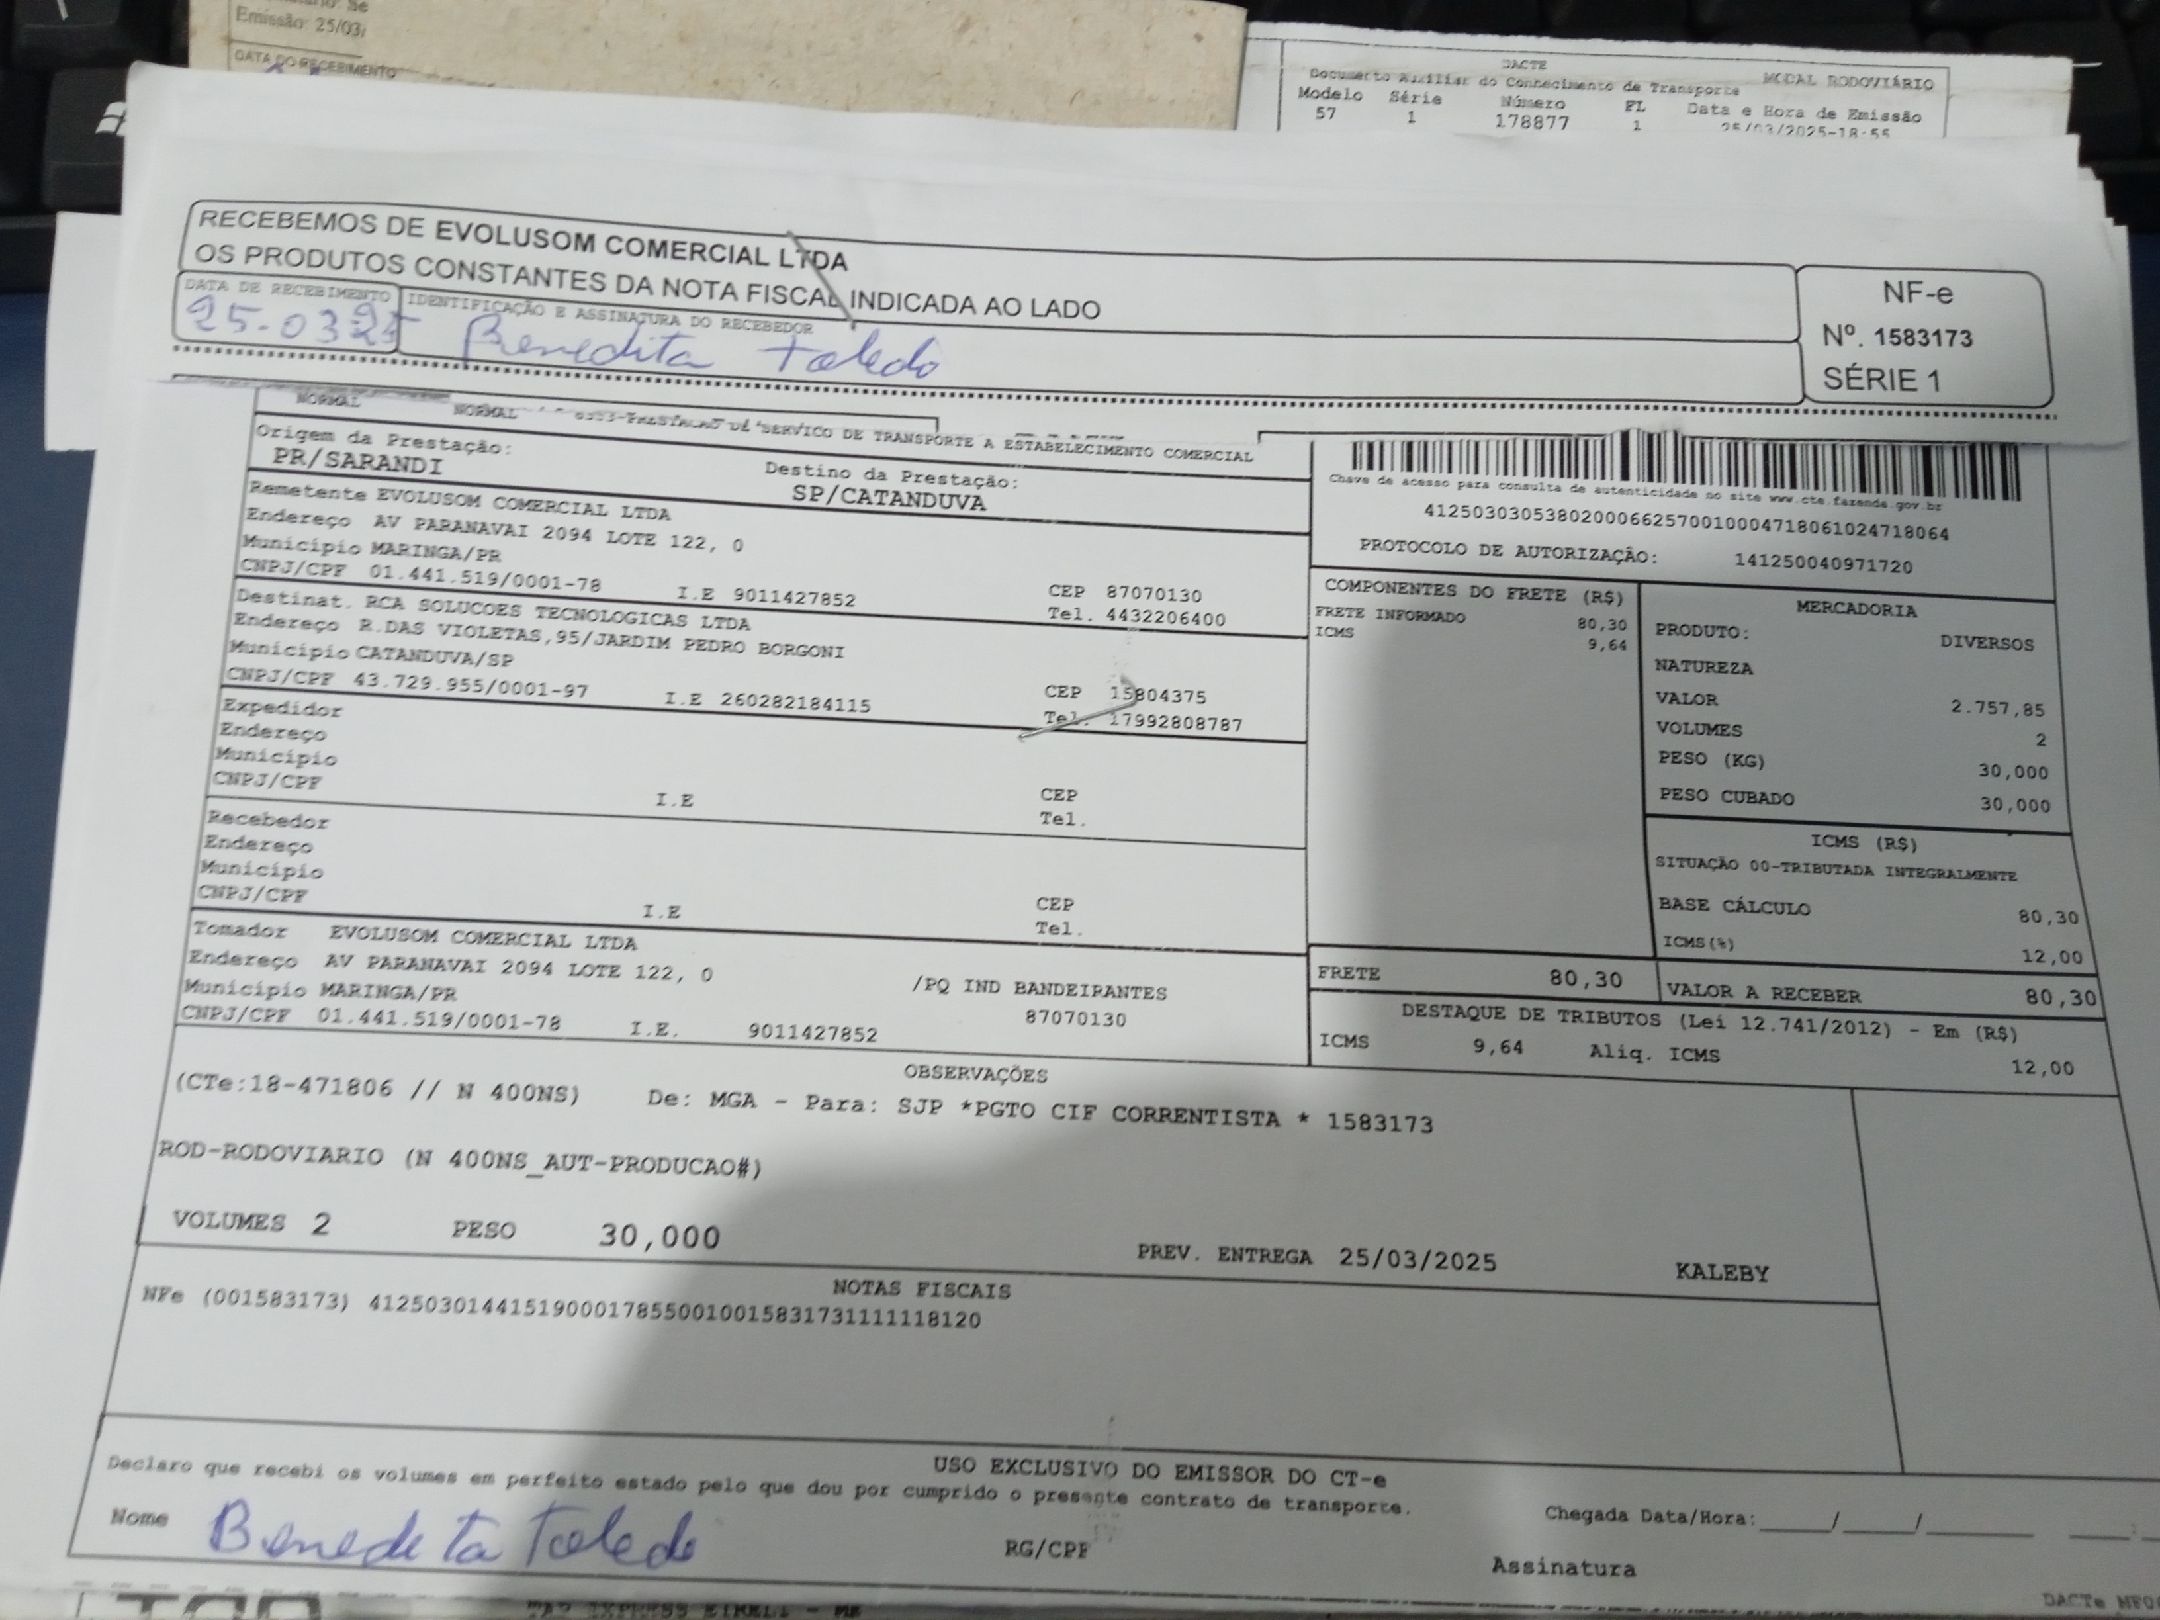 Emissão: 25/03/
DATA DO RECEBIMENTO
DACTE
Documento Auxiliar do Conhecimento de Transporte
MODAL RODOVIÁRIO
Modelo Série Número FL Data e Hora de Emissão
57 1 178877 1 25/03/2025-18:55
RECEBEMOS DE EVOLUSOM COMERCIAL LTDA
OS PRODUTOS CONSTANTES DA NOTA FISCAL INDICADA AO LADO
DATA DE RECEBIMENTO
IDENTIFICAÇÃO E ASSINATURA DO RECEBEDOR
25-03-25
Benedita Toledo
NF-e
Nº. 1583173
SÉRIE 1
NORMAL NORMAL PRESTACAO DE SERVICO DE TRANSPORTE A ESTABELECIMENTO COMERCIAL
Origem da Prestação:
PR/SARANDI
Destino da Prestação:
SP/CATANDUVA
Remetente EVOLUSOM COMERCIAL LTDA
Endereço AV PARANAVAI 2094 LOTE 122, 0
Município MARINGA/PR
CEP 87070130
CNPJ/CPF 01.441.519/0001-78 I.E 9011427852
Tel. 4432206400
Destinat. RCA SOLUCOES TECNOLOGICAS LTDA
Endereço R.DAS VIOLETAS,95/JARDIM PEDRO BORGONI
Município CATANDUVA/SP
CEP 15804375
CNPJ/CPF 43.729.955/0001-97 I.E 260282184115
Tel. 17992808787
Expedidor
Endereço
Município
CEP
CNPJ/CPF I.E
Tel.
Recebedor
Endereço
Município
CEP
CNPJ/CPF I.E
Tel.
Tomador EVOLUSOM COMERCIAL LTDA
Endereço AV PARANAVAI 2094 LOTE 122, 0 /PQ IND BANDEIRANTES
Município MARINGA/PR 87070130
CNPJ/CPF 01.441.519/0001-78 I.E. 9011427852
Chave de acesso para consulta de autenticidade no site www.cte.fazenda.gov.br
41250303053802000662570010004718061024718064
PROTOCOLO DE AUTORIZAÇÃO: 141250040971720
COMPONENTES DO FRETE (R$)
FRETE INFORMADO 80,30
ICMS 9,64
MERCADORIA
PRODUTO: DIVERSOS
NATUREZA
VALOR 2.757,85
VOLUMES 2
PESO (KG) 30,000
PESO CUBADO 30,000
ICMS (R$)
SITUAÇÃO 00-TRIBUTADA INTEGRALMENTE
BASE CÁLCULO 80,30
ICMS(%) 12,00
FRETE 80,30
VALOR A RECEBER 80,30
DESTAQUE DE TRIBUTOS (Lei 12.741/2012) - Em (R$)
ICMS 9,64 Aliq. ICMS 12,00
OBSERVAÇÕES
(CTe:18-471806 // N 400NS) De: MGA - Para: SJP *PGTO CIF CORRENTISTA * 1583173
ROD-RODOVIARIO (N 400NS_AUT-PRODUCAO#)
VOLUMES 2 PESO 30,000 PREV. ENTREGA 25/03/2025 KALEBY
NOTAS FISCAIS
NFe (001583173) 41250301441519000178550010015831731111118120
USO EXCLUSIVO DO EMISSOR DO CT-e
Declaro que recebi os volumes em perfeito estado pelo que dou por cumprido o presente contrato de transporte.
Chegada Data/Hora:____/____/______ ____:
Nome Benedita Toledo
RG/CPF
Assinatura